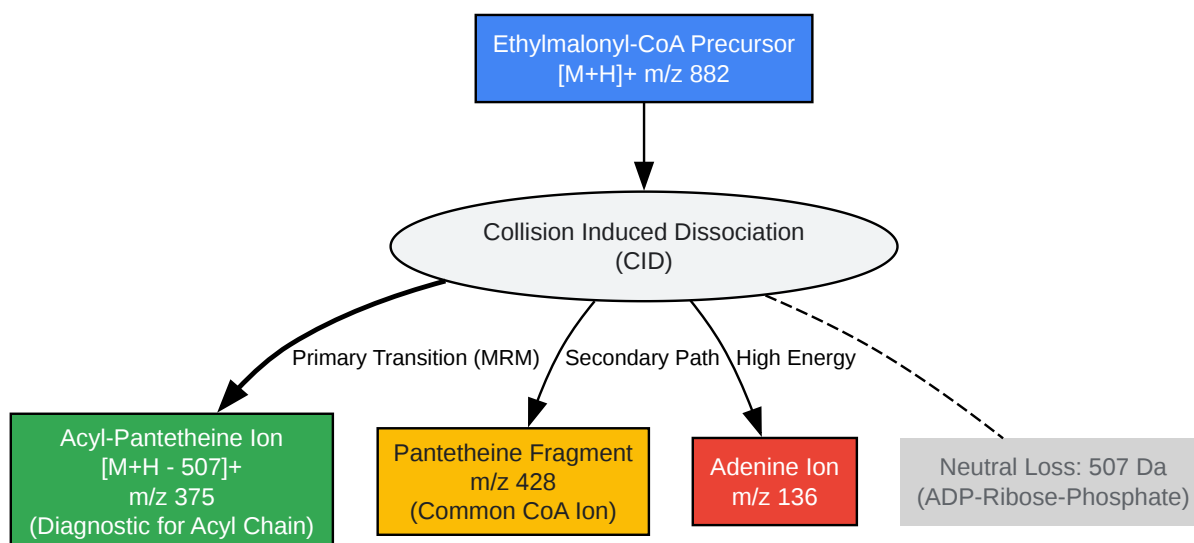 Ethylmalonyl-CoA Precursor
[M+H]+ m/z 882
Collision Induced Dissociation
(CID)
Primary Transition (MRM)
Secondary Path
High Energy
Acyl-Pantetheine Ion
[M+H - 507]+
m/z 375
(Diagnostic for Acyl Chain)
Pantetheine Fragment
m/z 428
(Common CoA Ion)
Adenine Ion
m/z 136
Neutral Loss: 507 Da
(ADP-Ribose-Phosphate)